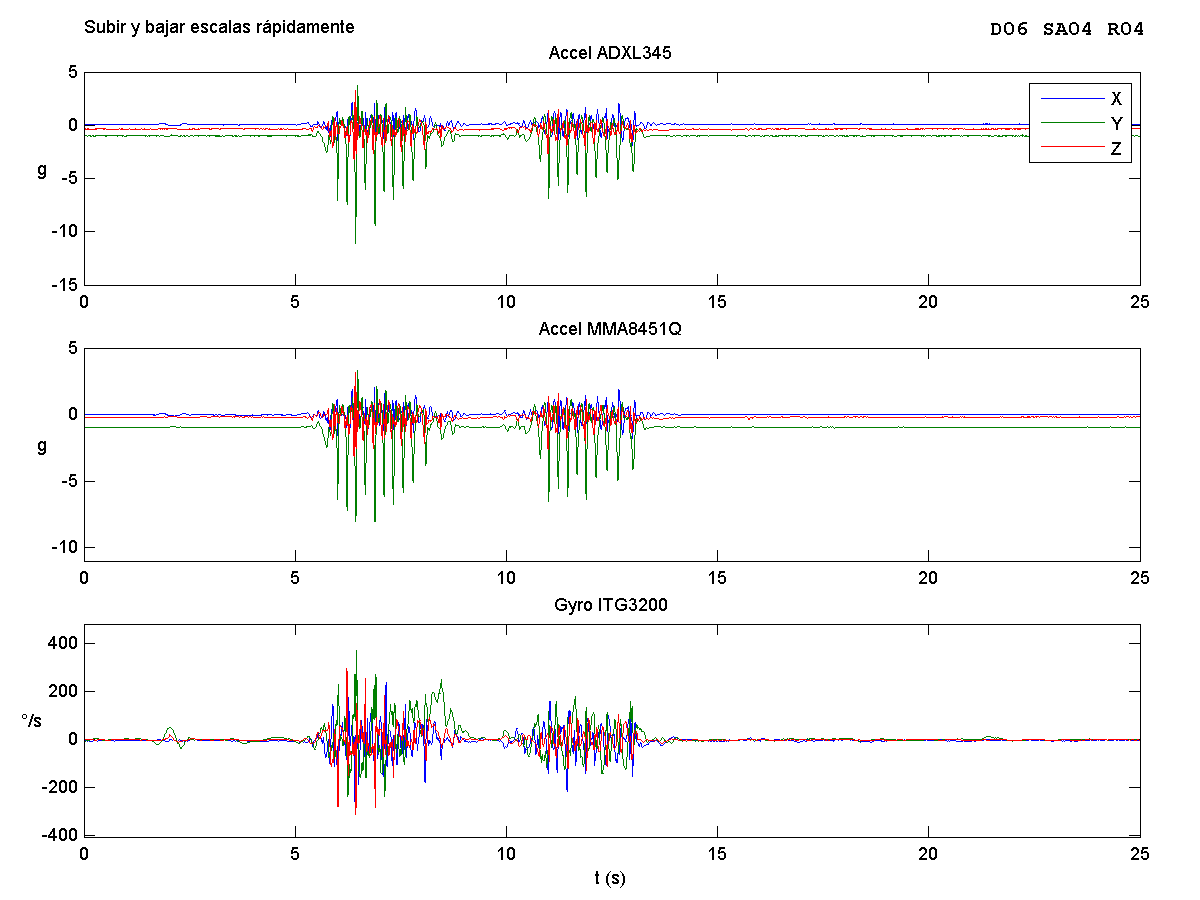 Subir y bajar escalas rápidamente
D06 SA04 R04
Accel ADXL345
5
0
-5
-10
-15
g
X
Y
Z
0 5 10 15 20 25
Accel MMA8451Q
5
0
-5
-10
g
0 5 10 15 20 25
Gyro ITG3200
400
200
0
-200
-400
°/s
0 5 10 15 20 25
t (s)